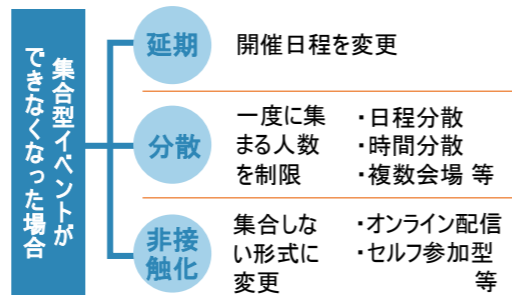 集合型イベントが
できなくなった場合
延期
開催日程を変更
分散
一度に集
まる人数
を制限
・日程分散
・時間分散
・複数会場 等
非接
触化
集合しな
い形式に
変更
・オンライン配信
・セルフ参加型
等